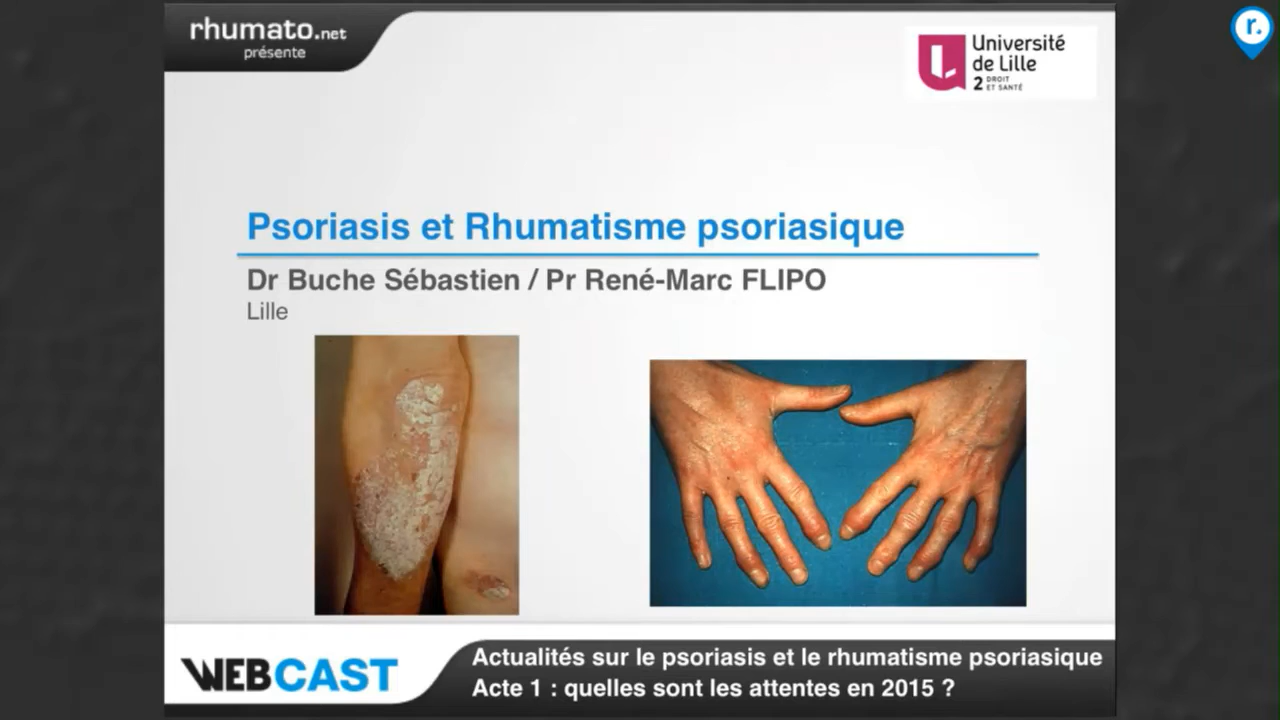 rhumato.net
présente
r.
Université
de Lille
2 DROIT
ET SANTÉ
Psoriasis et Rhumatisme psoriasique
Dr Buche Sébastien / Pr René-Marc FLIPO
Lille
WEBCAST
Actualités sur le psoriasis et le rhumatisme psoriasique
Acte 1 : quelles sont les attentes en 2015 ?